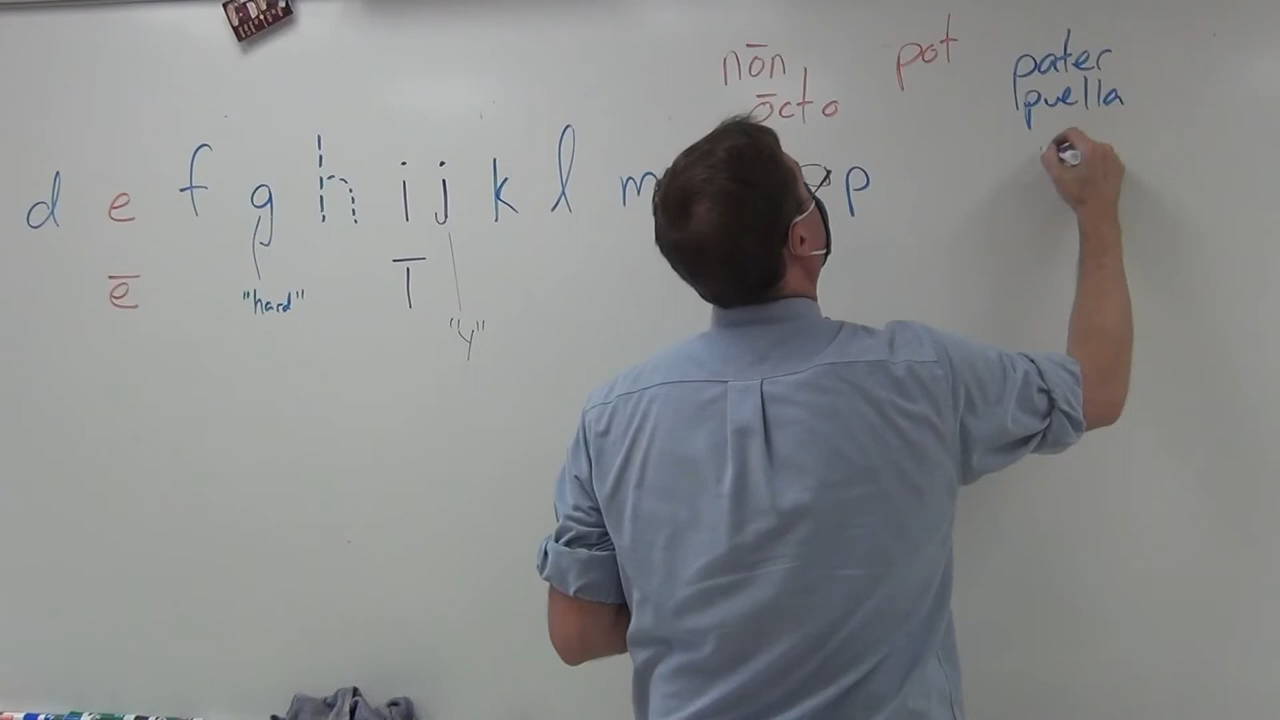 nōn pot pater
ōcto puella
d e f g h i j k l m p
ē "hard" ī "y"